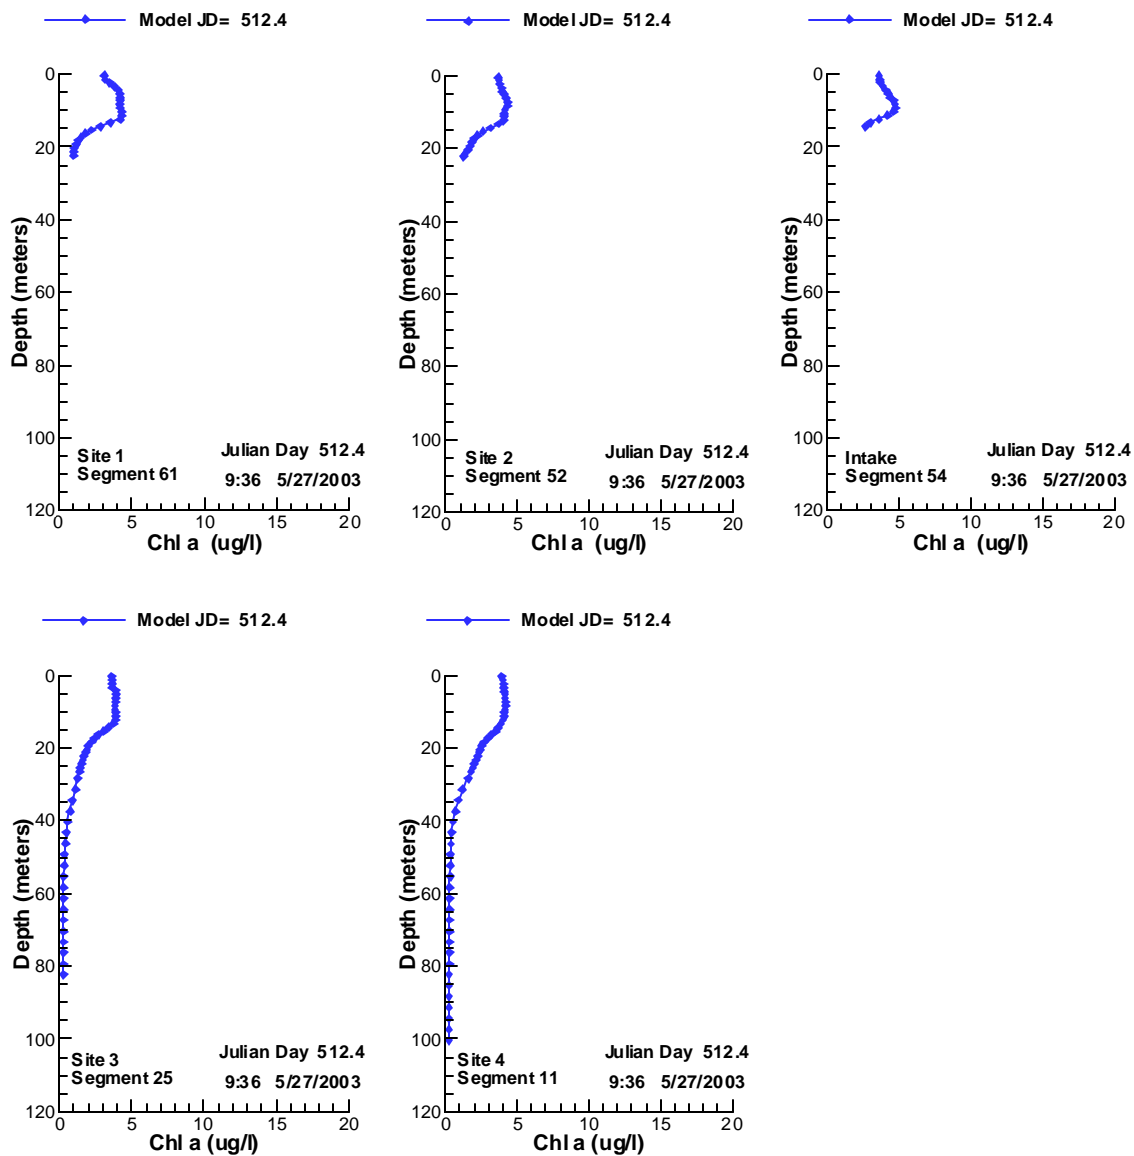 Model JD= 512.4
0
20
40
60
80
100
120
Depth (meters)
Site 1
Segment 61
Julian Day 512.4
9:36 5/27/2003
0 5 10 15 20
Chl a (ug/l)
Model JD= 512.4
0
20
40
60
80
100
120
Depth (meters)
Site 2
Segment 52
Julian Day 512.4
9:36 5/27/2003
0 5 10 15 20
Chl a (ug/l)
Model JD= 512.4
0
20
40
60
80
100
120
Depth (meters)
Intake
Segment 54
Julian Day 512.4
9:36 5/27/2003
0 5 10 15 20
Chl a (ug/l)
Model JD= 512.4
0
20
40
60
80
100
120
Depth (meters)
Site 3
Segment 25
Julian Day 512.4
9:36 5/27/2003
0 5 10 15 20
Chl a (ug/l)
Model JD= 512.4
0
20
40
60
80
100
120
Depth (meters)
Site 4
Segment 11
Julian Day 512.4
9:36 5/27/2003
0 5 10 15 20
Chl a (ug/l)